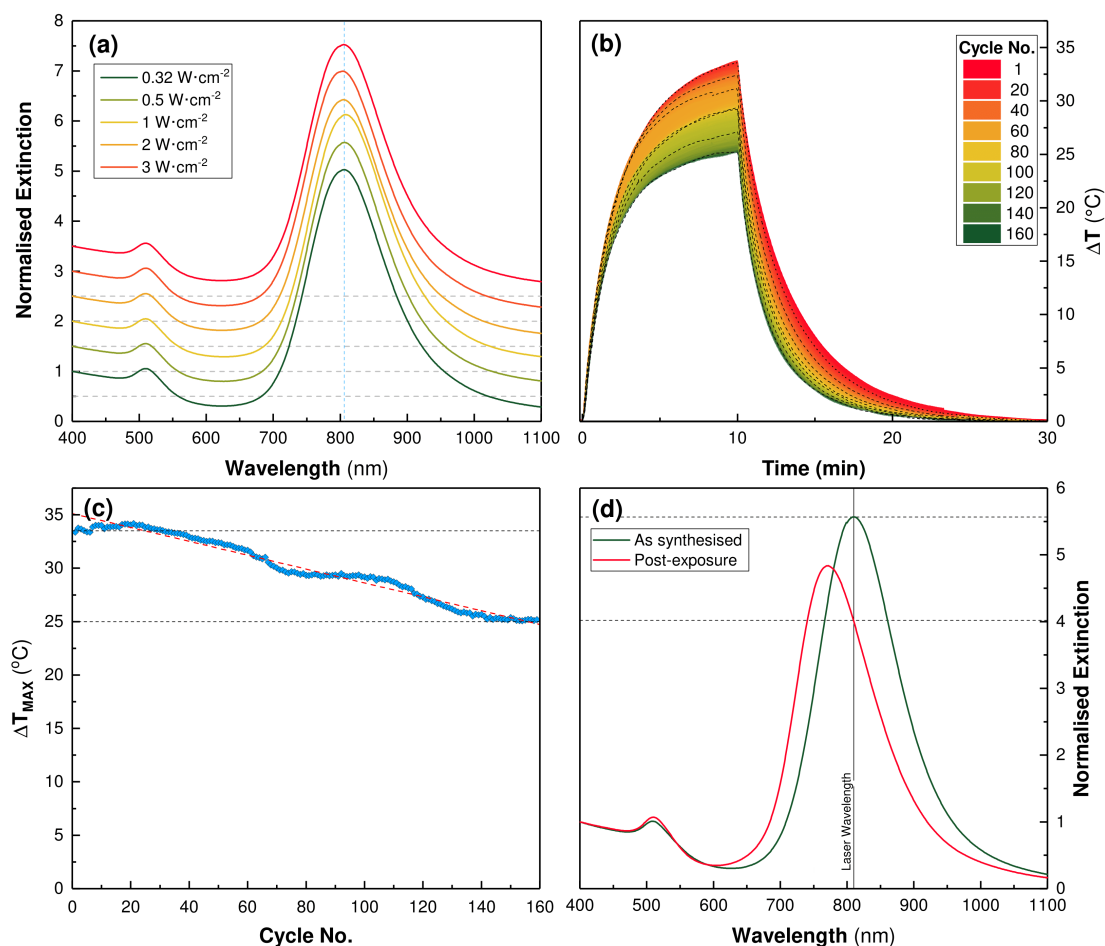 (a)
0.32 W·cm-2
0.5 W·cm-2
1 W·cm-2
2 W·cm-2
3 W·cm-2
Normalised Extinction
8
7
6
5
4
3
2
1
0
400 500 600 700 800 900 1000 1100
Wavelength (nm)
(b)
Cycle No.
1
20
40
60
80
100
120
140
160
35
30
25
20
15
10
5
0
ΔT (°C)
0 10 20 30
Time (min)
(c)
35
30
25
20
15
10
5
0
ΔTMAX (ºC)
0 20 40 60 80 100 120 140 160
Cycle No.
(d)
As synthesised
Post-exposure
Laser Wavelength
6
5
4
3
2
1
0
Normalised Extinction
400 500 600 700 800 900 1000 1100
Wavelength (nm)